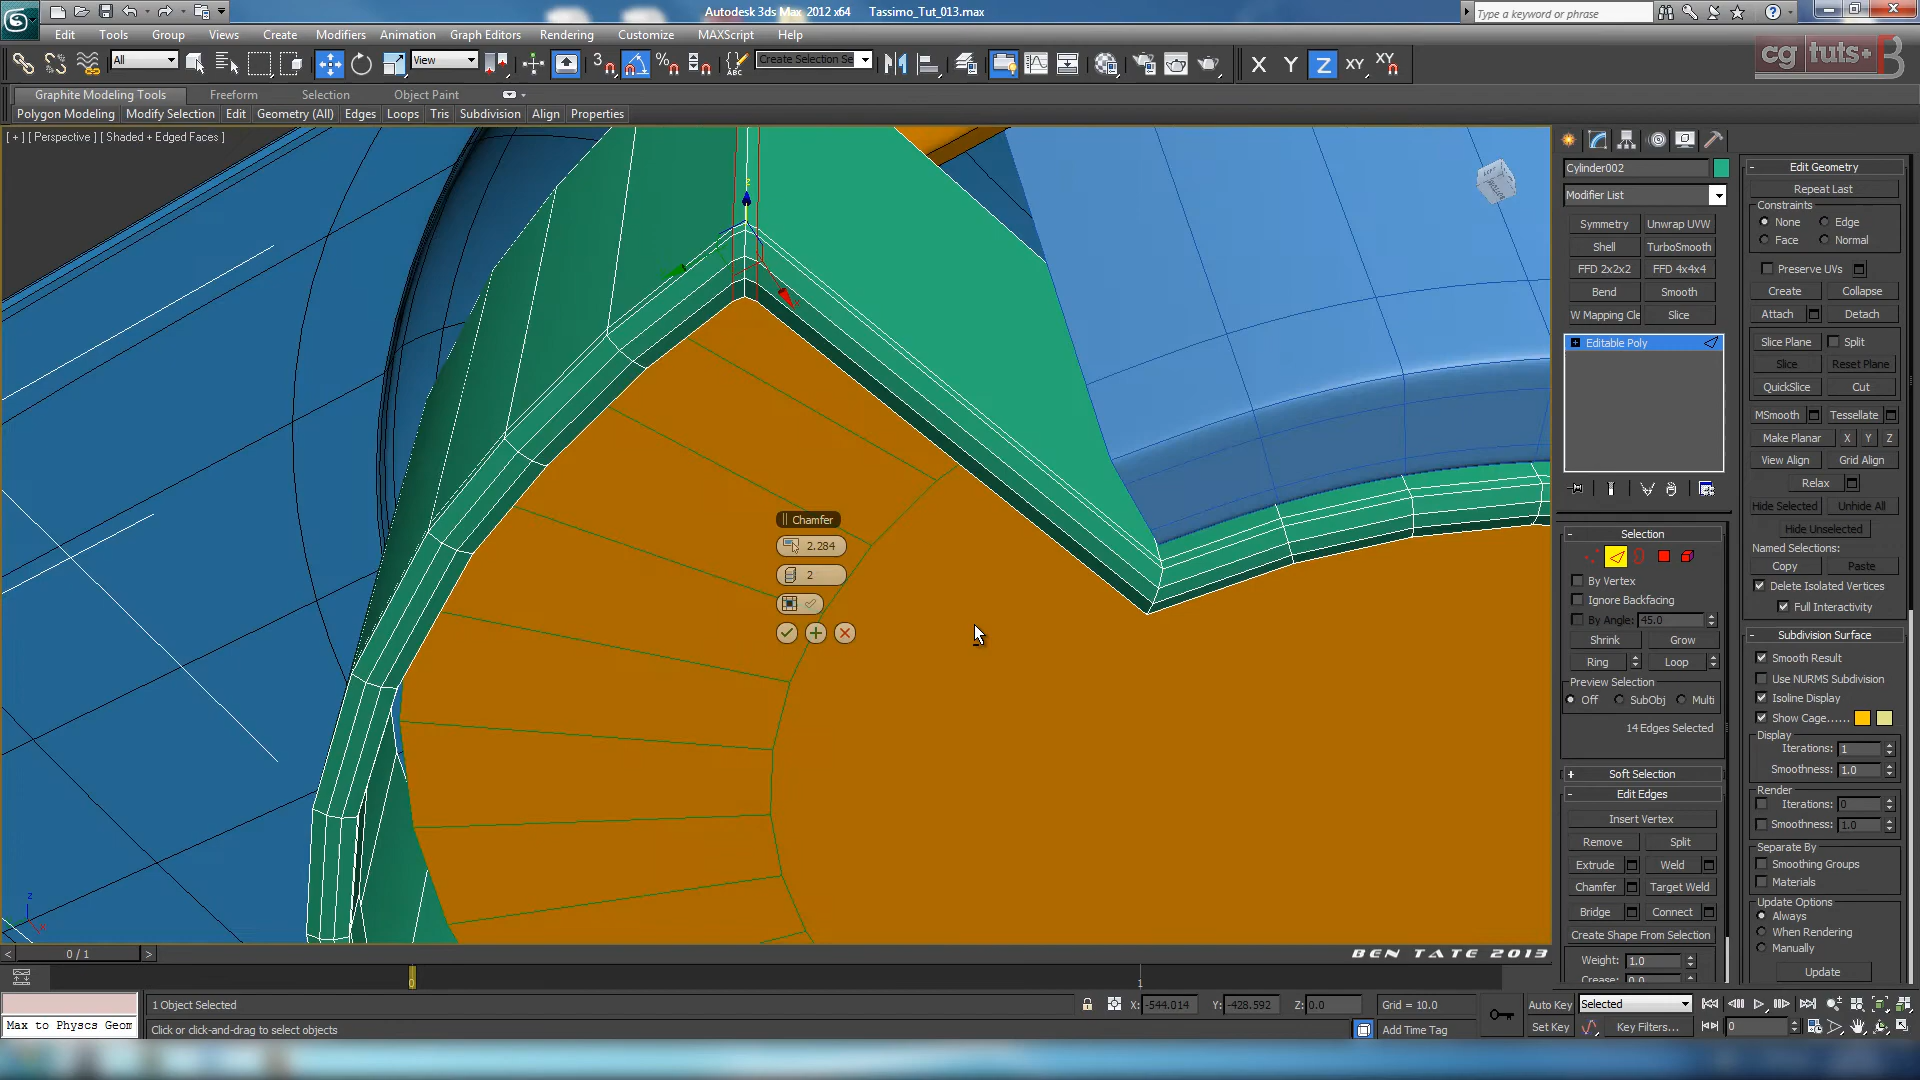 Autodesk 3ds Max 2012 x64 Tassimo_Tut_013.max
Type a keyword or phrase
Edit Tools Group Views Create Modifiers Animation Graph Editors Rendering Customize MAXScript Help
All View 3 Create Selection Se X Y Z XY XY
cg tuts+
Graphite Modeling Tools Freeform Selection Object Paint
Polygon Modeling Modify Selection Edit Geometry (All) Edges Loops Tris Subdivision Align Properties
[ + ] [ Perspective ] [ Shaded + Edged Faces ]
Chamfer
2.284
2
Cylinder002
Modifier List
Symmetry Unwrap UVW
Shell TurboSmooth
FFD 2x2x2 FFD 4x4x4
Bend Smooth
W Mapping Cle Slice
Editable Poly
Selection
By Vertex
Ignore Backfacing
By Angle: 45.0
Shrink Grow
Ring Loop
Preview Selection
Off SubObj Multi
14 Edges Selected
Soft Selection
Edit Edges
Insert Vertex
Remove Split
Extrude Weld
Chamfer Target Weld
Bridge Connect
Create Shape From Selection
Weight: 1.0
Edit Geometry
Repeat Last
Constraints
None Edge
Face Normal
Preserve UVs
Create Collapse
Attach Detach
Slice Plane Split
Slice Reset Plane
QuickSlice Cut
MSmooth Tessellate
Make Planar X Y Z
View Align Grid Align
Relax
Hide Selected Unhide All
Hide Unselected
Named Selections:
Copy Paste
Delete Isolated Vertices
Full Interactivity
Subdivision Surface
Smooth Result
Use NURMS Subdivision
Isoline Display
Show Cage......
Display
Iterations: 1
Smoothness: 1.0
Render
Iterations: 0
Smoothness: 1.0
Separate By
Smoothing Groups
Materials
Update Options
Always
When Rendering
Manually
Update
BEN TATE 2013
< 0 / 1 >
0 1
1 Object Selected X: -544.014 Y: -428.592 Z: 0.0 Grid = 10.0 Auto Key Selected
Max to Physcs Geom Click or click-and-drag to select objects Add Time Tag Set Key Key Filters... 0